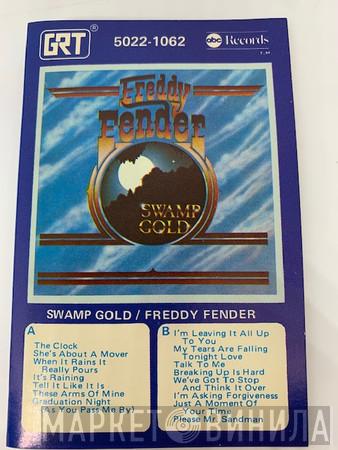 GRT®
5022-1062
abc Records
Freddy
Fender
SWAMP
GOLD
SWAMP GOLD / FREDDY FENDER
A
The Clock
She's About A Mover
When It Rains It
Really Pours
It's Raining
Tell It Like It Is
These Arms Of Mine
Graduation Night
(As You Pass Me By)
B
I'm Leaving It All Up
To You
My Tears Are Falling
Tonight Love
Talk To Me
Breaking Up Is Hard
We've Got To Stop
And Think It Over
I'm Asking Forgiveness
Just A Moment Of
Your Time
Please Mr. Sandman
МАРКЕТ ВИНИЛА